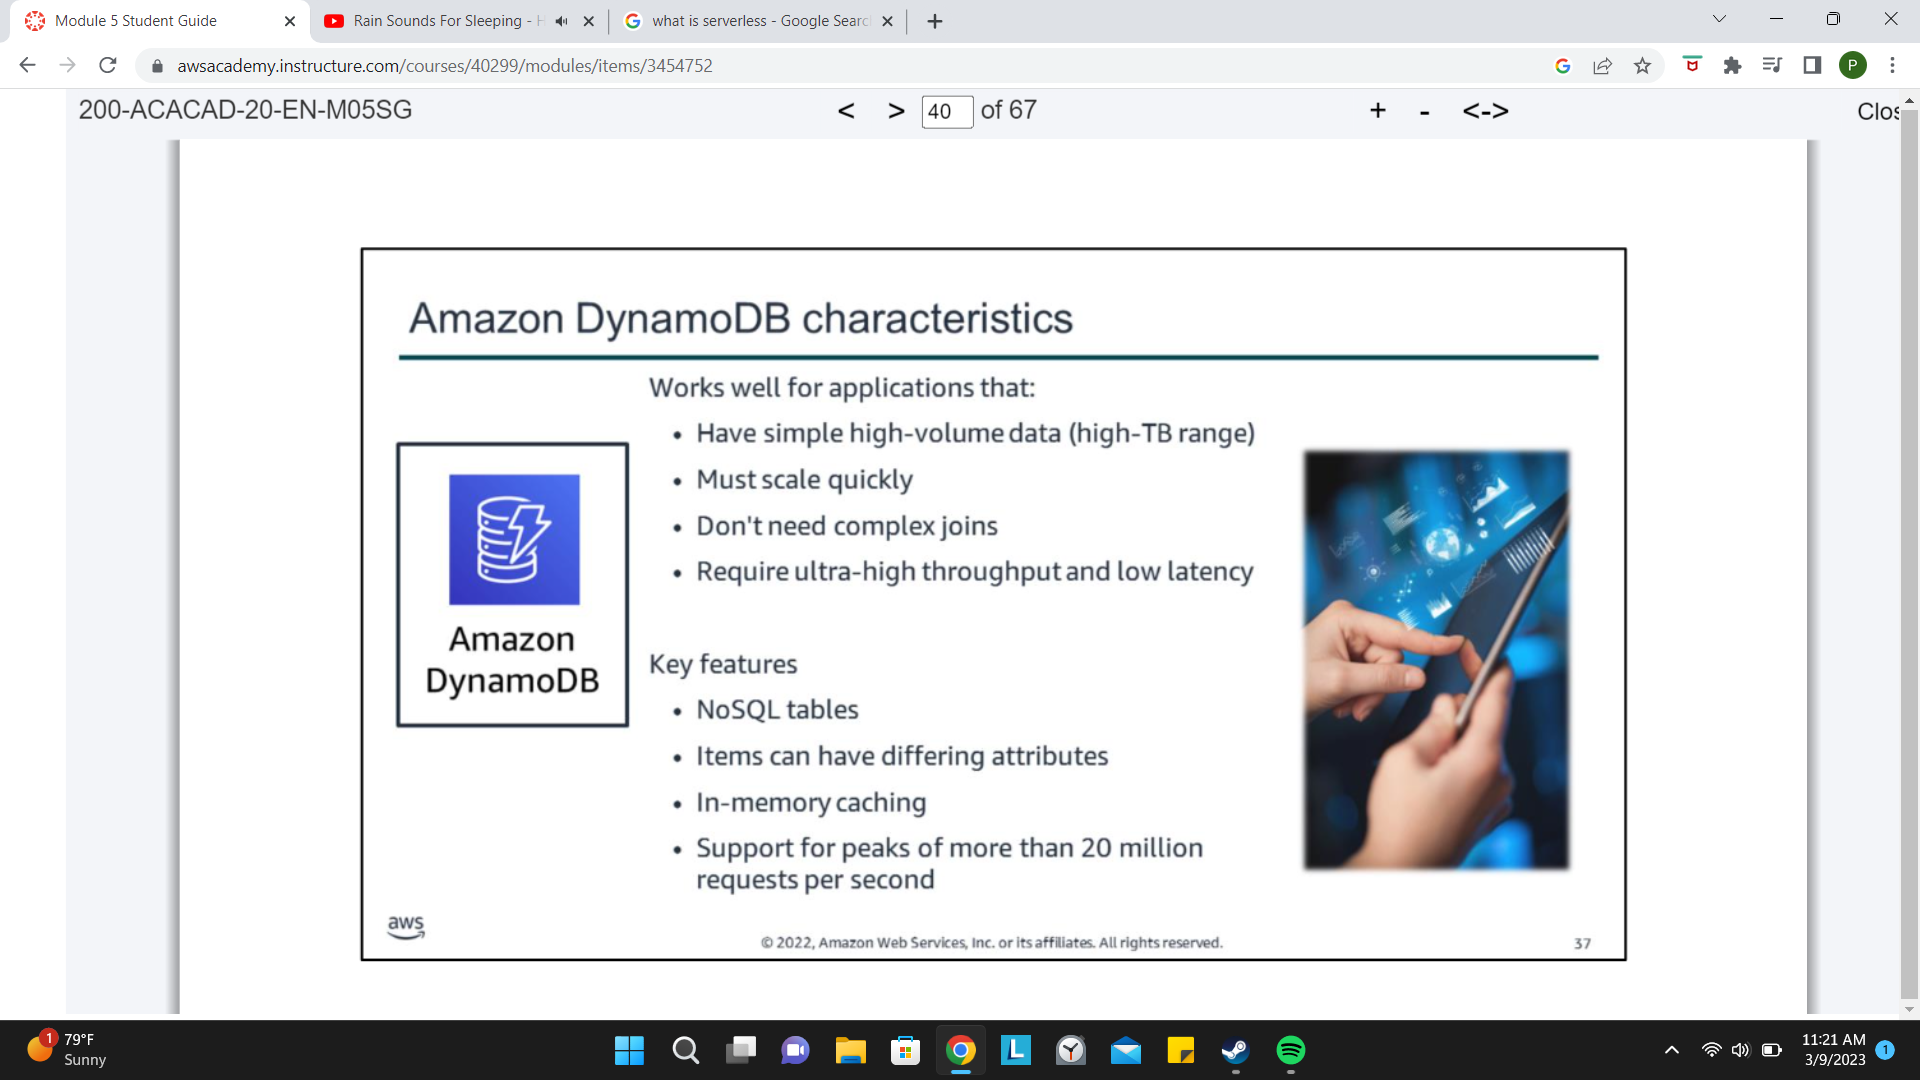 Module 5 Student Guide
Rain Sounds For Sleeping - H
what is serverless - Google Searc
awsacademy.instructure.com/courses/40299/modules/items/3454752
P
200-ACACAD-20-EN-M05SG
< > 40 of 67
+ - <->
Clos
Amazon DynamoDB characteristics
Works well for applications that:
• Have simple high-volume data (high-TB range)
• Must scale quickly
• Don't need complex joins
• Require ultra-high throughput and low latency
Amazon
DynamoDB
Key features
• NoSQL tables
• Items can have differing attributes
• In-memory caching
• Support for peaks of more than 20 million
requests per second
aws
© 2022, Amazon Web Services, Inc. or its affiliates. All rights reserved.
37
1
79°F
Sunny
L
11:21 AM
3/9/2023
1